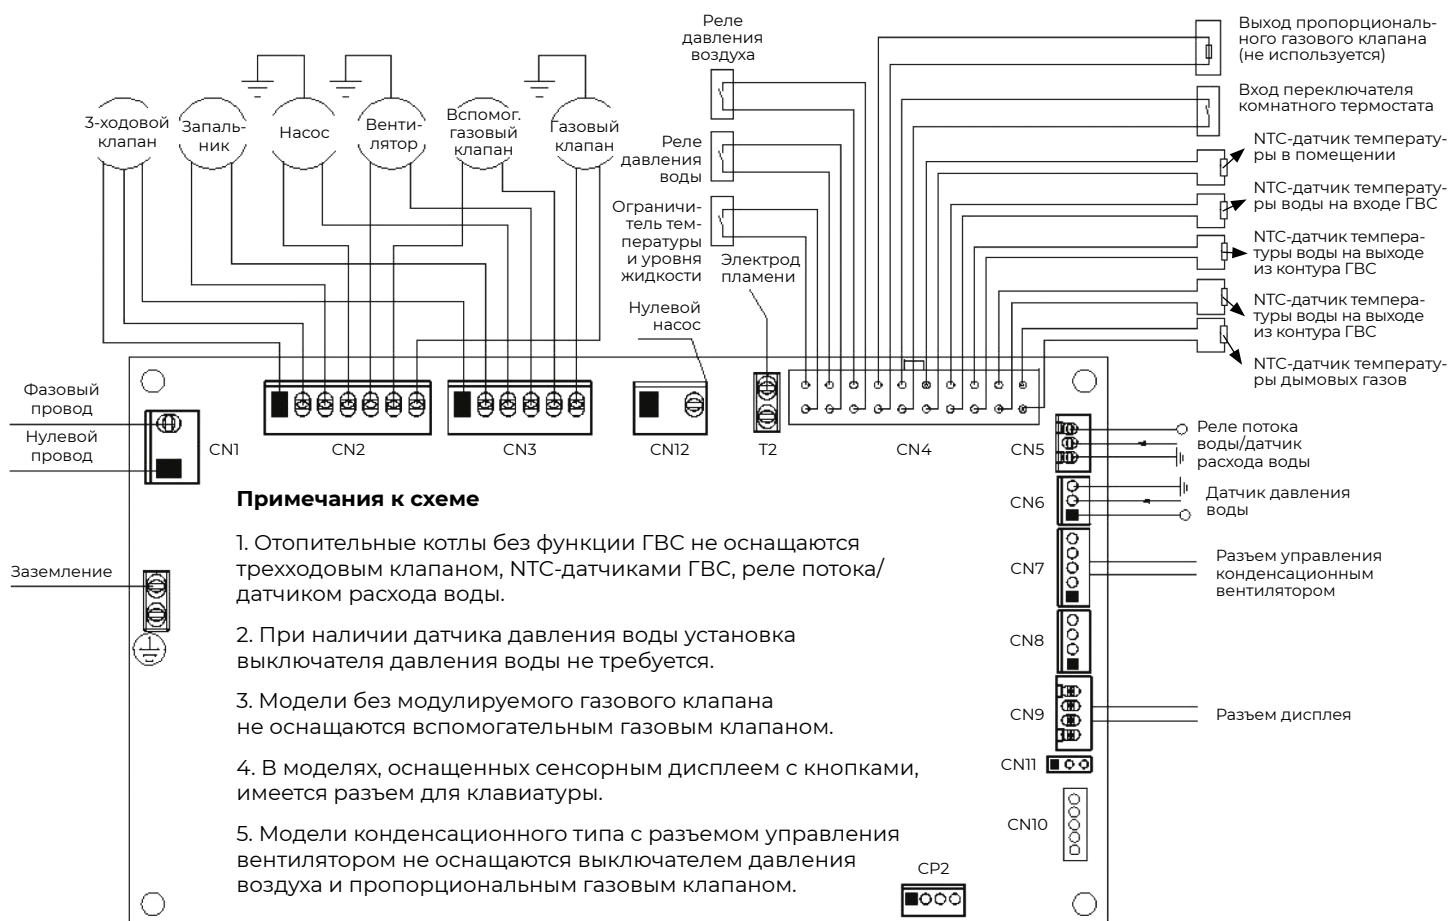 Реле
давления
воздуха
Выход пропорциональ-
ного газового клапана
(не используется)
Вход переключателя
комнатного термостата
3-ходовой
клапан
Запаль-
ник
Насос
Венти-
лятор
Вспомог.
газовый
клапан
Газовый
клапан
Реле
давления
воды
NTC-датчик температу-
ры в помещении
NTC-датчик температу-
ры воды на входе ГВС
Ограничи-
тель тем-
пературы
и уровня
жидкости
Электрод
пламени
NTC-датчик темпера-
туры воды на выходе
из контура ГВС
NTC-датчик темпера-
туры воды на выходе
из контура ГВС
Нулевой
насос
NTC-датчик температу-
ры дымовых газов
Фазовый
провод
Нулевой
провод
CN1
CN2
CN3
CN12
T2
CN4
CN5
Реле потока
воды/датчик
расхода воды
CN6
Датчик давления
воды
CN7
Разъем управления
конденсационным
вентилятором
Заземление
CN8
CN9
Разъем дисплея
CN11
CN10
CP2
Примечания к схеме
1. Отопительные котлы без функции ГВС не оснащаются
трехходовым клапаном, NTC-датчиками ГВС, реле потока/
датчиком расхода воды.
2. При наличии датчика давления воды установка
выключателя давления воды не требуется.
3. Модели без модулируемого газового клапана
не оснащаются вспомогательным газовым клапаном.
4. В моделях, оснащенных сенсорным дисплеем с кнопками,
имеется разъем для клавиатуры.
5. Модели конденсационного типа с разъемом управления
вентилятором не оснащаются выключателем давления
воздуха и пропорциональным газовым клапаном.